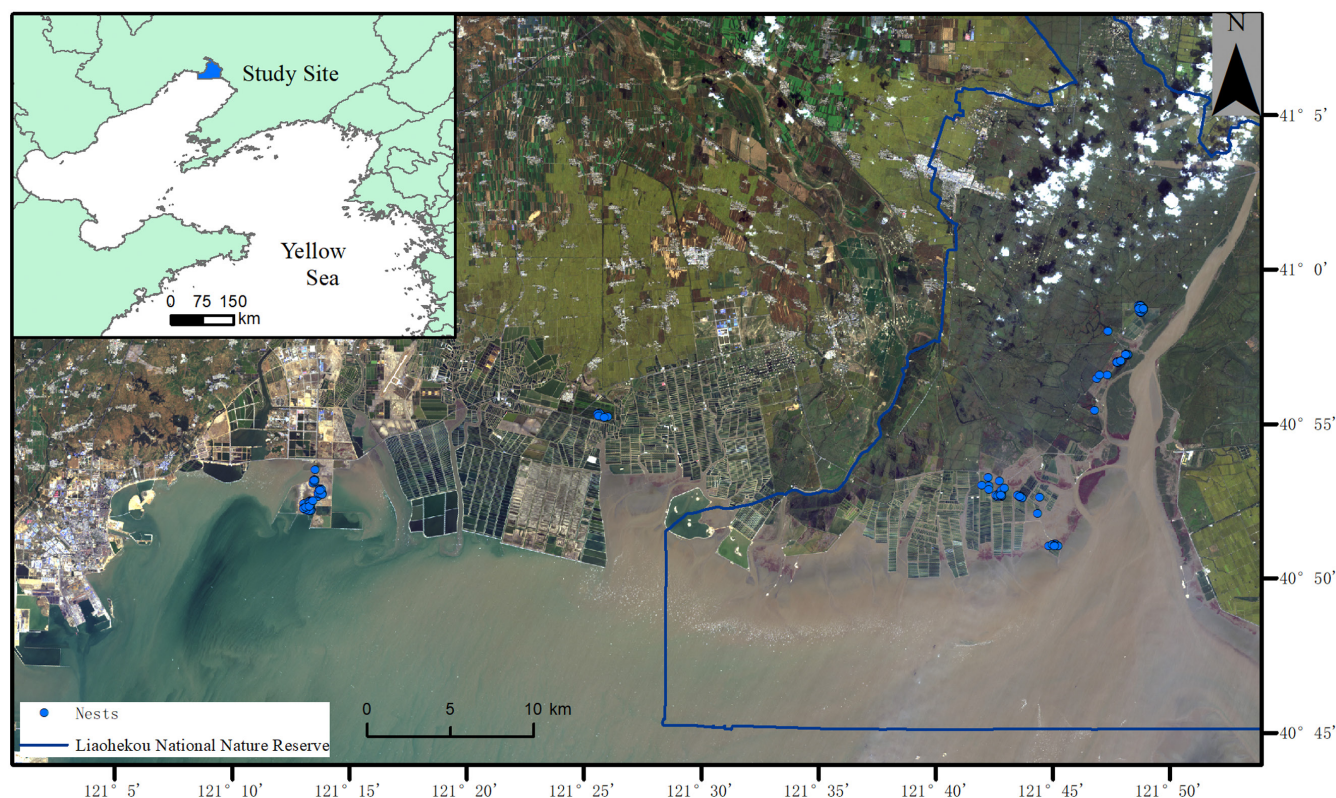 Study Site
Yellow
Sea
0 75 150
km
N
41° 5'
41° 0'
40° 55'
40° 50'
40° 45'
0 5 10 km
Nests
Liaohekou National Nature Reserve
121° 5' 121° 10' 121° 15' 121° 20' 121° 25' 121° 30' 121° 35' 121° 40' 121° 45' 121° 50'